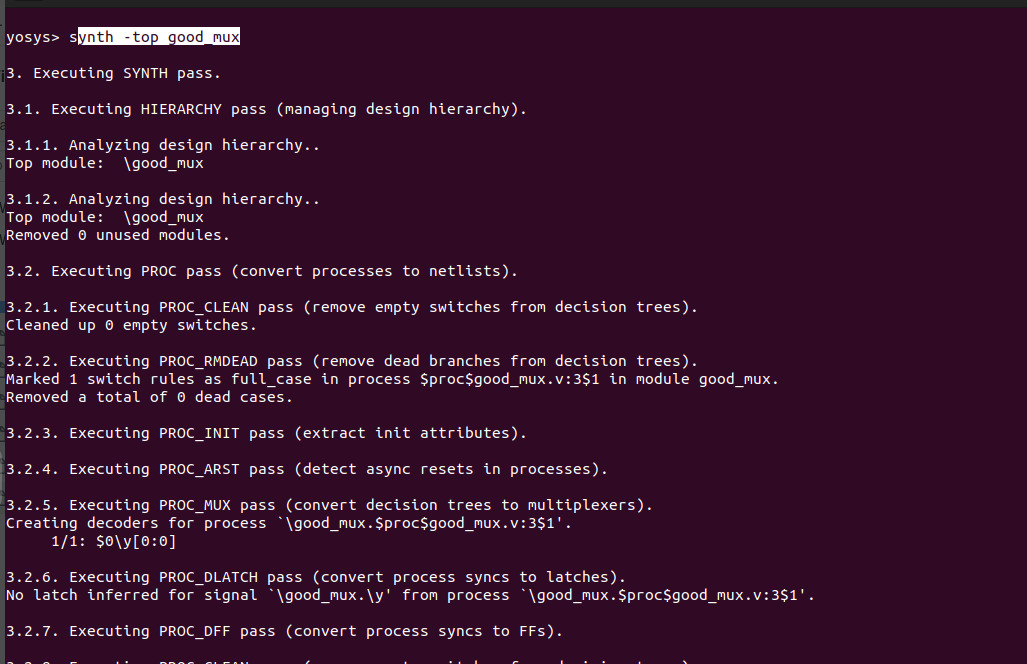 yosys> synth -top good_mux
3. Executing SYNTH pass.
3.1. Executing HIERARCHY pass (managing design hierarchy).
3.1.1. Analyzing design hierarchy..
Top module:  \good_mux
3.1.2. Analyzing design hierarchy..
Top module:  \good_mux
Removed 0 unused modules.
3.2. Executing PROC pass (convert processes to netlists).
3.2.1. Executing PROC_CLEAN pass (remove empty switches from decision trees).
Cleaned up 0 empty switches.
3.2.2. Executing PROC_RMDEAD pass (remove dead branches from decision trees).
Marked 1 switch rules as full_case in process $proc$good_mux.v:3$1 in module good_mux.
Removed a total of 0 dead cases.
3.2.3. Executing PROC_INIT pass (extract init attributes).
3.2.4. Executing PROC_ARST pass (detect async resets in processes).
3.2.5. Executing PROC_MUX pass (convert decision trees to multiplexers).
Creating decoders for process `\good_mux.$proc$good_mux.v:3$1'.
     1/1: $0\y[0:0]
3.2.6. Executing PROC_DLATCH pass (convert process syncs to latches).
No latch inferred for signal `\good_mux.\y' from process `\good_mux.$proc$good_mux.v:3$1'.
3.2.7. Executing PROC_DFF pass (convert process syncs to FFs).